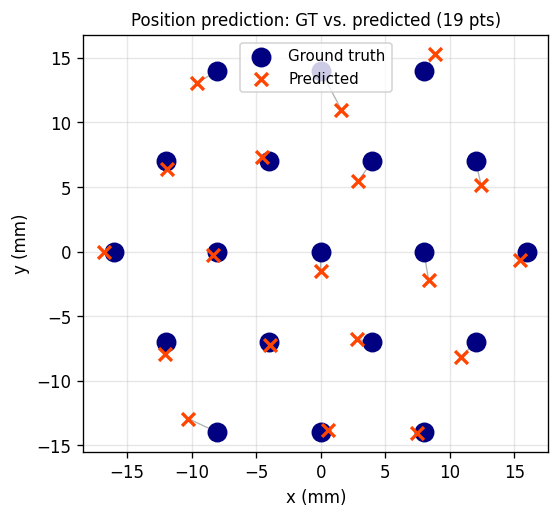 Position prediction: GT vs. predicted (19 pts)
Ground truth
Predicted
15
10
5
0
−5
−10
−15
y (mm)
−15 −10 −5 0 5 10 15
x (mm)